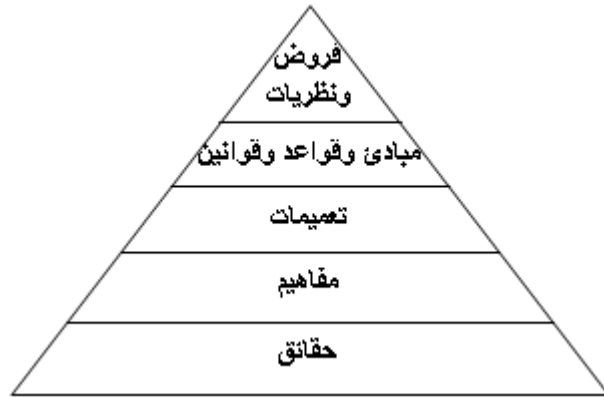 فروض
ونظريات
مبادئ وقواعد وقوانين
تعميمات
مفاهيم
حقائق